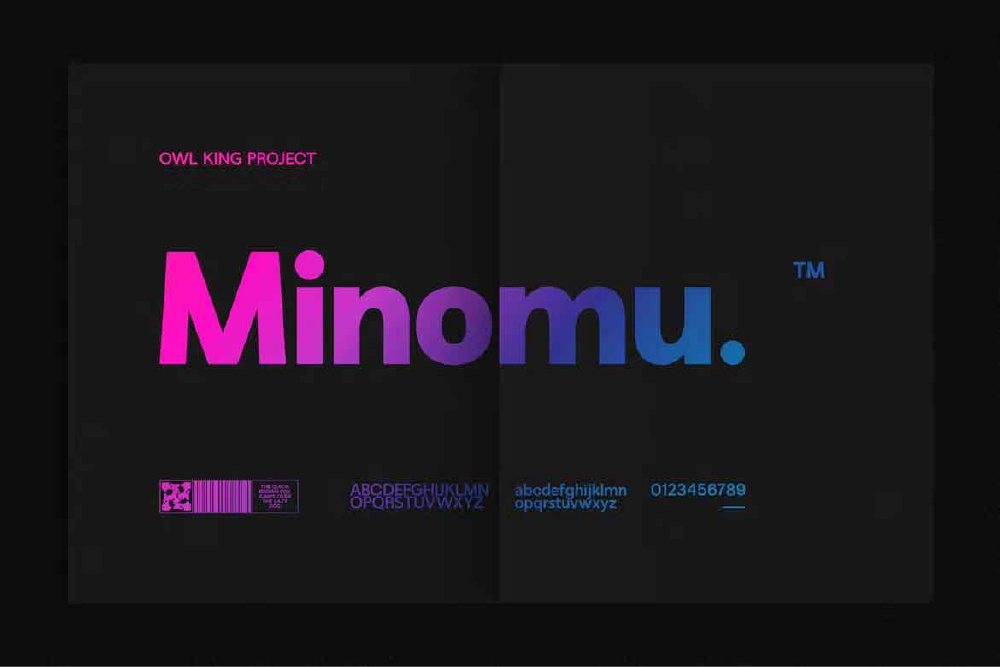 OWL KING PROJECT
Minomu.
TM
THE QUICK
BROWN FOX
JUMPS OVER
THE LAZY
DOG
ABCDEFGHIJKLMN
OPQRSTUVWXYZ
abcdefghijklmn
opqrstuvwxyz
0123456789